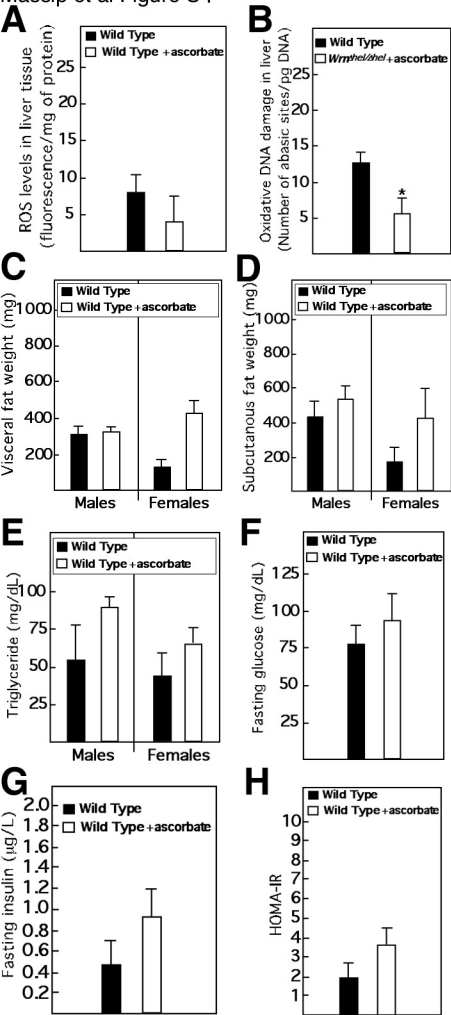 Massip et al Figure S4
A
ROS levels in liver tissue
(fluorescence/mg of protein)
Wild Type
Wild Type +ascorbate
25
20
15
10
5
B
Oxidative DNA damage in liver
(Number of abasic sites/pg DNA)
Wild Type
WrnΔhel/Δhel +ascorbate
25
20
15
10
5
*
C
Visceral fat weight (mg)
Wild Type
Wild Type +ascorbate
1000
800
600
400
200
Males Females
D
Subcutanous fat weight (mg)
Wild Type
Wild Type +ascorbate
1000
800
600
400
200
Males Females
E
Triglyceride (mg/dL)
Wild Type
Wild Type +ascorbate
100
75
50
25
Males Females
F
Fasting glucose (mg/dL)
Wild Type
Wild Type +ascorbate
125
100
75
50
25
G
Fasting insulin (µg/L)
Wild Type
Wild Type +ascorbate
2.0
1.8
1.6
1.4
1.2
1.0
0.8
0.6
0.4
0.2
H
HOMA-IR
Wild Type
Wild Type +ascorbate
10
9
8
7
6
5
4
3
2
1